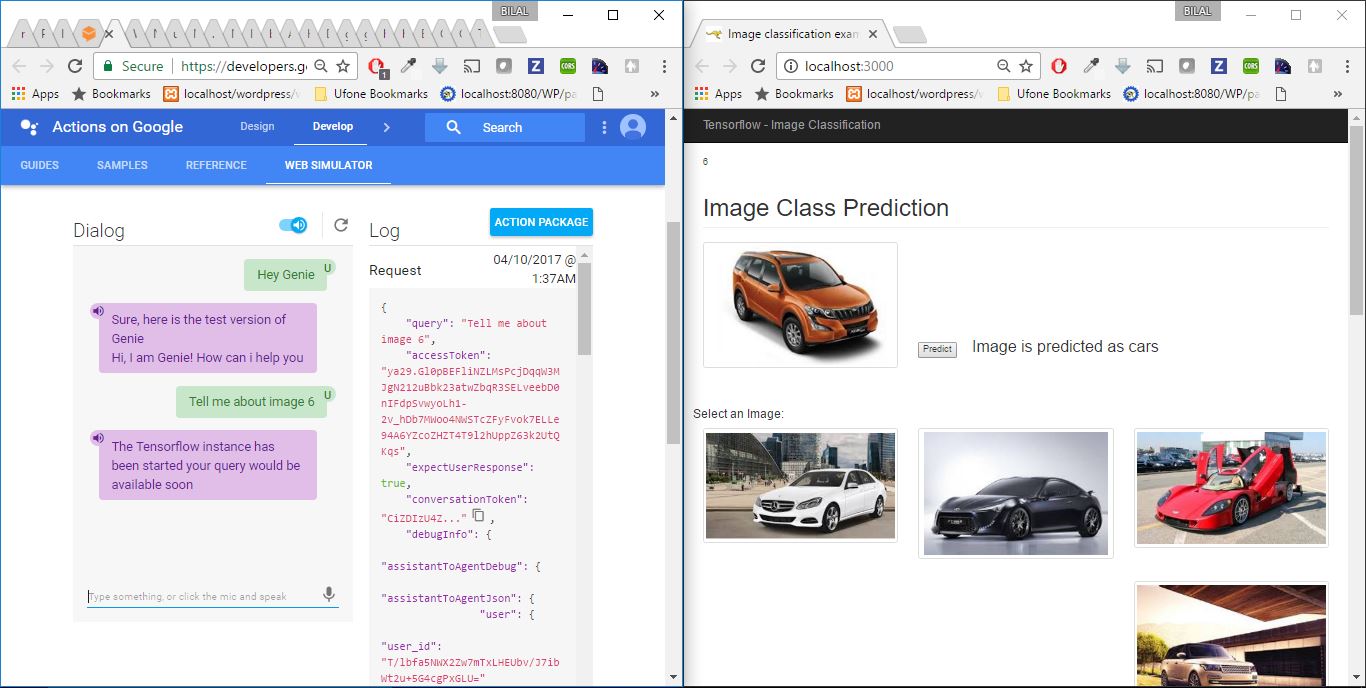 BILAL
Secure
https://developers.g
Apps
Bookmarks
localhost/wordpress/
Ufone Bookmarks
localhost:8080/WP/pa
»
Actions on Google
Design
Develop
Search
GUIDES
SAMPLES
REFERENCE
WEB SIMULATOR
Dialog
Hey Genie
U
Sure, here is the test version of
Genie
Hi, I am Genie! How can i help you
Tell me about image 6
U
The Tensorflow instance has
been started your query would be
available soon
Type something, or click the mic and speak
Log
ACTION PACKAGE
Request
04/10/2017 @
1:37AM
{
"query": "Tell me about
image 6",
"accessToken":
"ya29.Gl0pBEFliNZLMsPcjDqqW3M
JgN212uBbk23atwZbqR3SELveebD0
nIFdpSvwyoLh1-
2v_hDb7MWoo4NWSTcZFyFvok7ELLe
94A6YZcoZHZT4T9l2hUppZ63k2UtQ
Kqs",
"expectUserResponse":
true,
"conversationToken":
"CiZDIzU4Z..." ,
"debugInfo": {
"assistantToAgentDebug": {
"assistantToAgentJson": {
"user": {
"user_id":
"T/lbfa5NWX2Zw7mTxLHEUbv/J7ib
Wt2u+5G4cgPxGLU="
BILAL
Image classification exam
localhost:3000
Apps
Bookmarks
localhost/wordpress/
Ufone Bookmarks
localhost:8080/WP/pa
»
Tensorflow - Image Classification
6
Image Class Prediction
Predict
Image is predicted as cars
Select an Image: